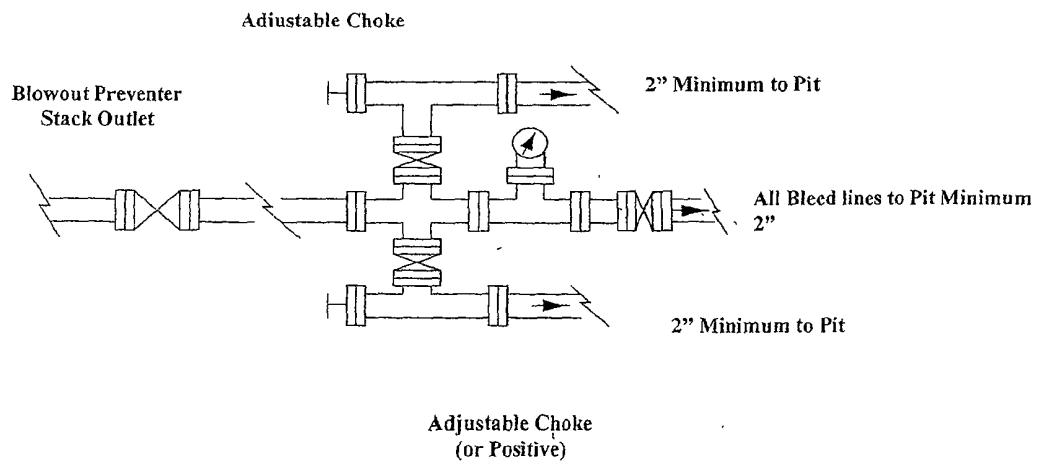 Adiustable Choke
Blowout Preventer
Stack Outlet
2” Minimum to Pit
All Bleed lines to Pit Minimum
2”
2” Minimum to Pit
Adjustable Choke
(or Positive)